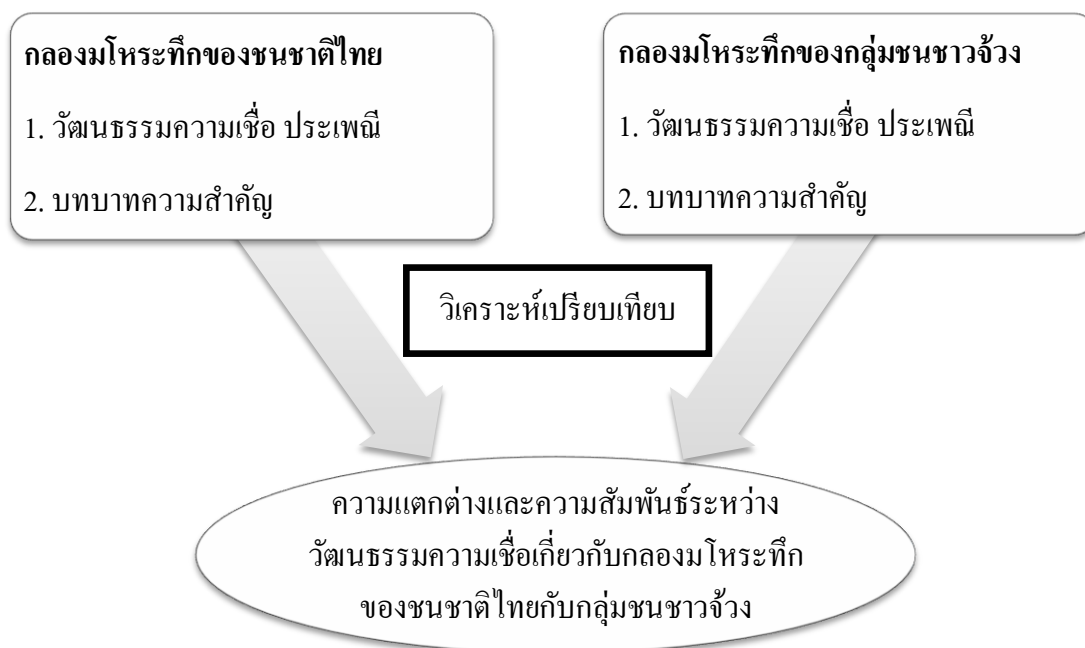 กลองมโหระทึกของชนชาติไทย
1. วัฒนธรรมความเชื่อ ประเพณี
2. บทบาทความสำคัญ
กลองมโหระทึกของกลุ่มชนชาวจ้วง
1. วัฒนธรรมความเชื่อ ประเพณี
2. บทบาทความสำคัญ
วิเคราะห์เปรียบเทียบ
ความแตกต่างและความสัมพันธ์ระหว่าง
วัฒนธรรมความเชื่อเกี่ยวกับกลองมโหระทึก
ของชนชาติไทยกับกลุ่มชนชาวจ้วง